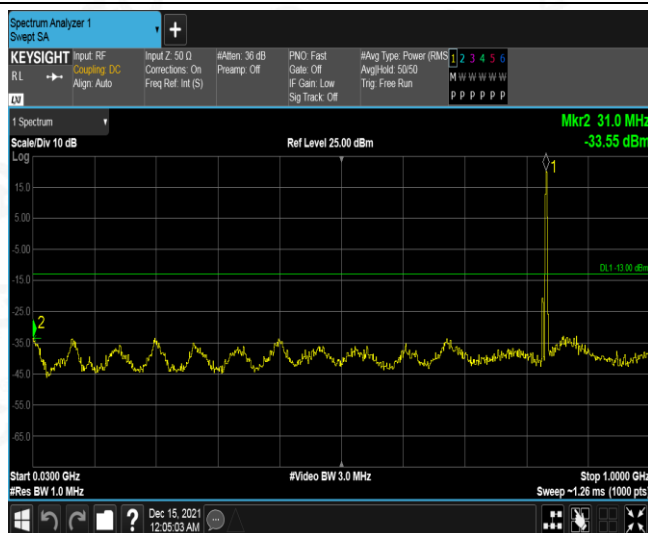 Spectrum Analyzer 1
Swept SA
+
KEYSIGHT
RL
Input: RF
Coupling: DC
Align: Auto
Input Z: 50 Ω
Corrections: On
Freq Ref: Int (S)
#Atten: 36 dB
Preamp: Off
PNO: Fast
Gate: Off
IF Gain: Low
Sig Track: Off
#Avg Type: Power (RMS
Avg|Hold: 50/50
Trig: Free Run
1 2 3 4 5 6
M W W W W W
P P P P P P
1 Spectrum
Scale/Div 10 dB
Ref Level 25.00 dBm
Mkr2 31.0 MHz
-33.55 dBm
Log
15.0
5.00
-5.00
-15.0
-25.0
-35.0
-45.0
-55.0
-65.0
1
2
DL1 -13.00 dBm
Start 0.0300 GHz
#Res BW 1.0 MHz
#Video BW 3.0 MHz
Stop 1.0000 GHz
Sweep ~1.26 ms (1000 pts)
?
Dec 15, 2021
12:05:03 AM